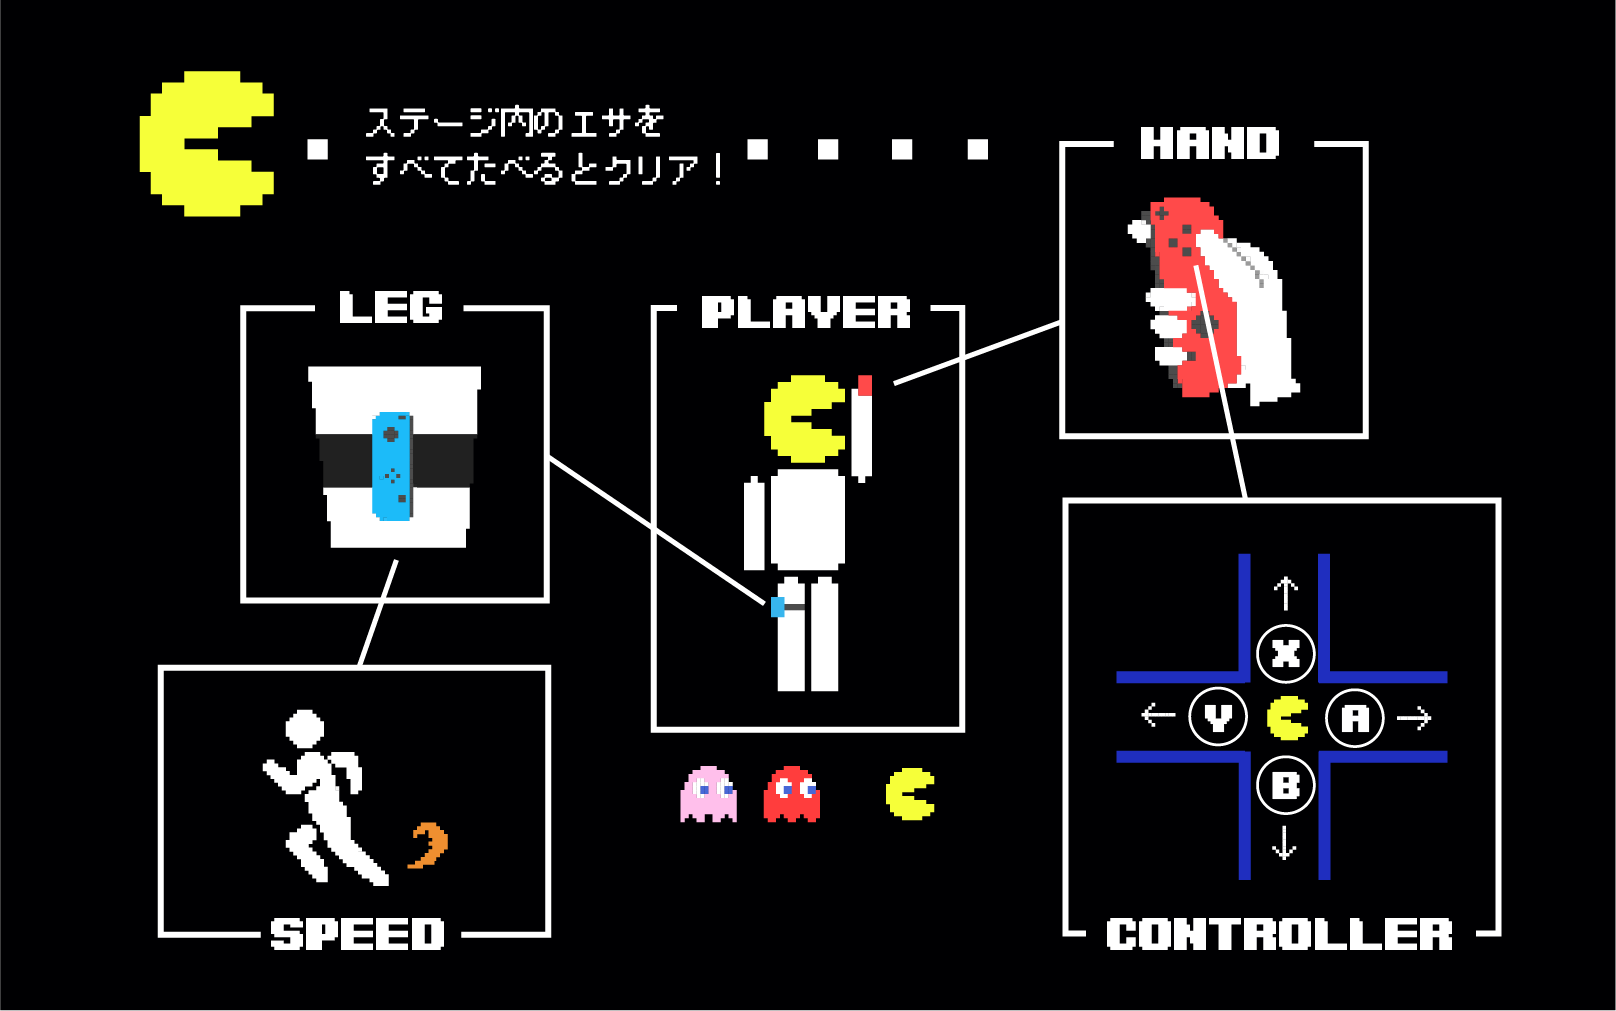 ステージ内のエサを
すべてたべるとクリア！
HAND
LEG
PLAYER
X
Y
A
B
SPEED
CONTROLLER